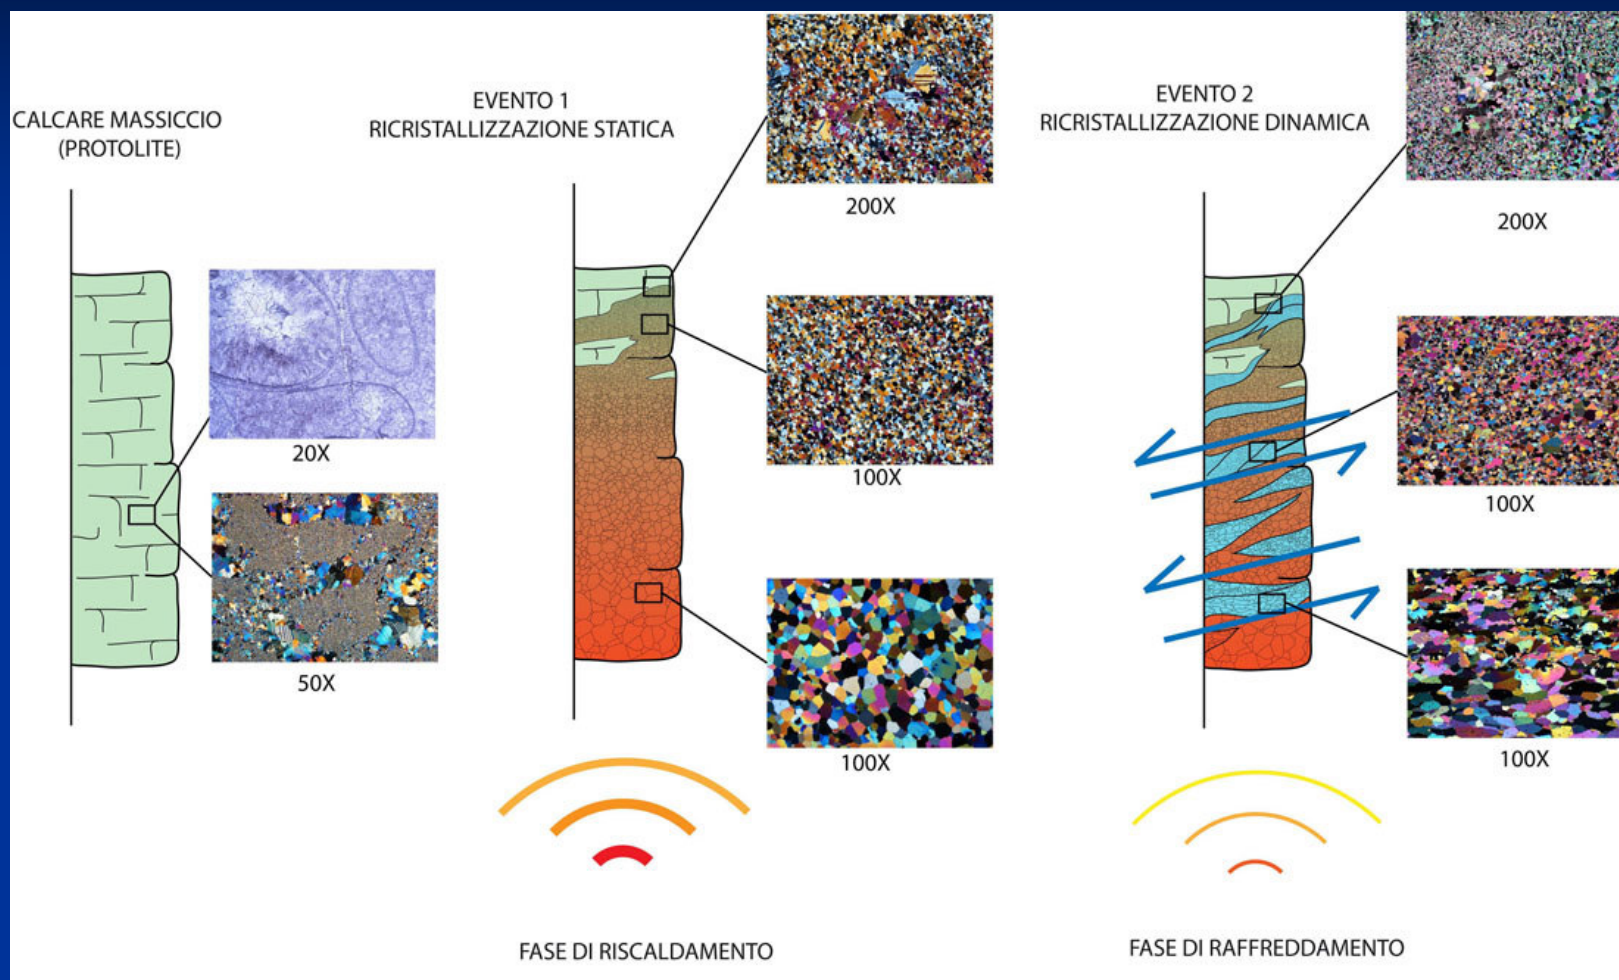 CALCARE MASSICCIO
(PROTOLITE)
20X
50X
EVENTO 1
RICRISTALLIZZAZIONE STATICA
200X
100X
100X
FASE DI RISCALDAMENTO
EVENTO 2
RICRISTALLIZZAZIONE DINAMICA
200X
100X
100X
FASE DI RAFFREDDAMENTO